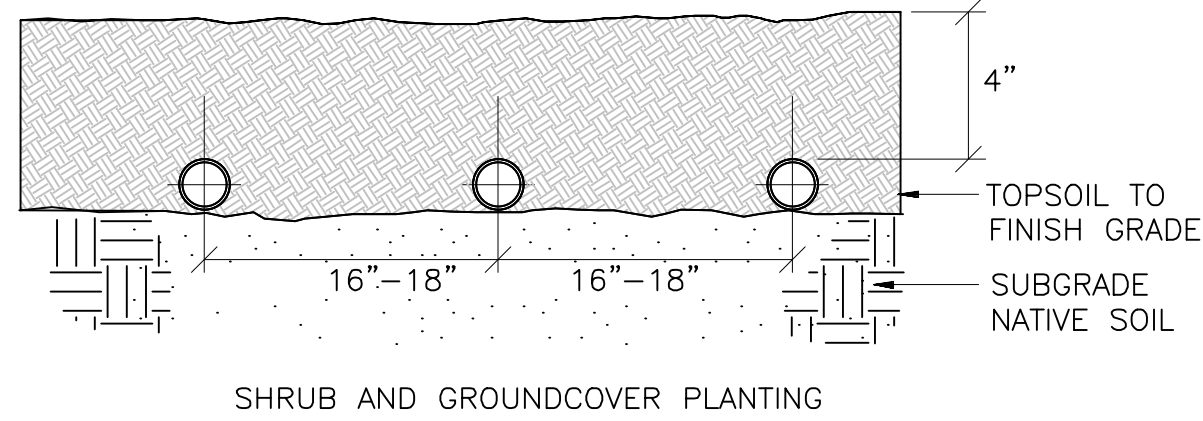 4”
TOPSOIL TO
FINISH GRADE
16”-18”
16”-18”
SUBGRADE
NATIVE SOIL
SHRUB AND GROUNDCOVER PLANTING